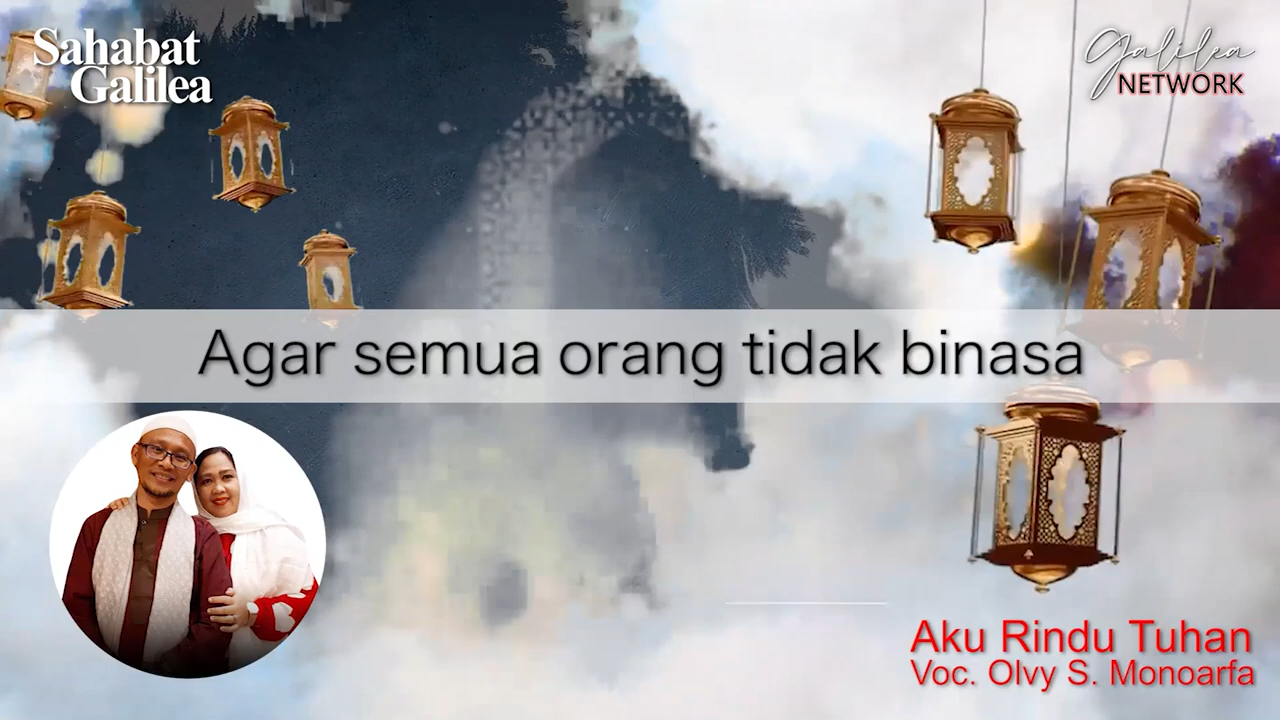 Sahabat
Galilea
Galilea
NETWORK
Agar semua orang tidak binasa
Aku Rindu Tuhan
Voc. Olvy S. Monoarfa